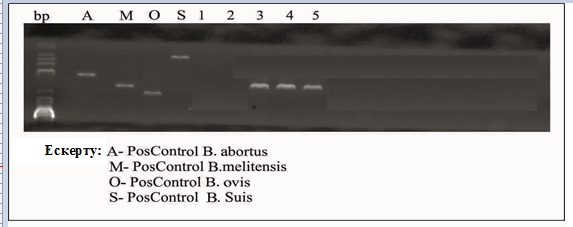 bp A M O S 1 2 3 4 5
Ескерту: A- PosControl B. abortus
M- PosControl B.melitensis
O- PosControl B. ovis
S- PosControl B. Suis